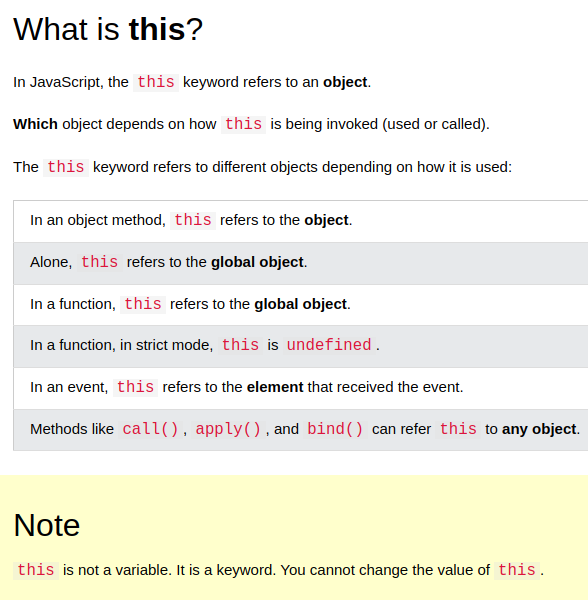 What is this?
In JavaScript, the this keyword refers to an object.
Which object depends on how this is being invoked (used or called).
The this keyword refers to different objects depending on how it is used:
In an object method, this refers to the object.
Alone, this refers to the global object.
In a function, this refers to the global object.
In a function, in strict mode, this is undefined.
In an event, this refers to the element that received the event.
Methods like call(), apply(), and bind() can refer this to any object.
Note
this is not a variable. It is a keyword. You cannot change the value of this.